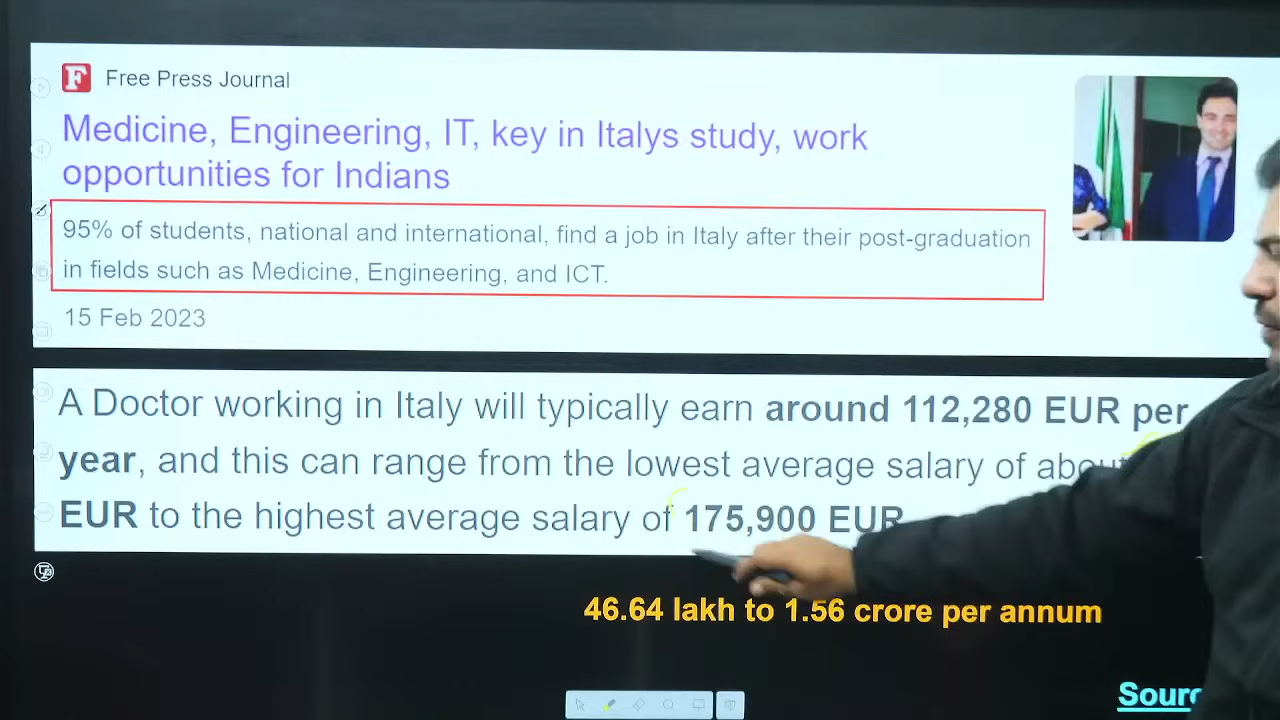 F Free Press Journal
Medicine, Engineering, IT, key in Italys study, work
opportunities for Indians
95% of students, national and international, find a job in Italy after their post-graduation
in fields such as Medicine, Engineering, and ICT.
15 Feb 2023
A Doctor working in Italy will typically earn around 112,280 EUR per
year, and this can range from the lowest average salary of about
EUR to the highest average salary of 175,900 EUR
46.64 lakh to 1.56 crore per annum